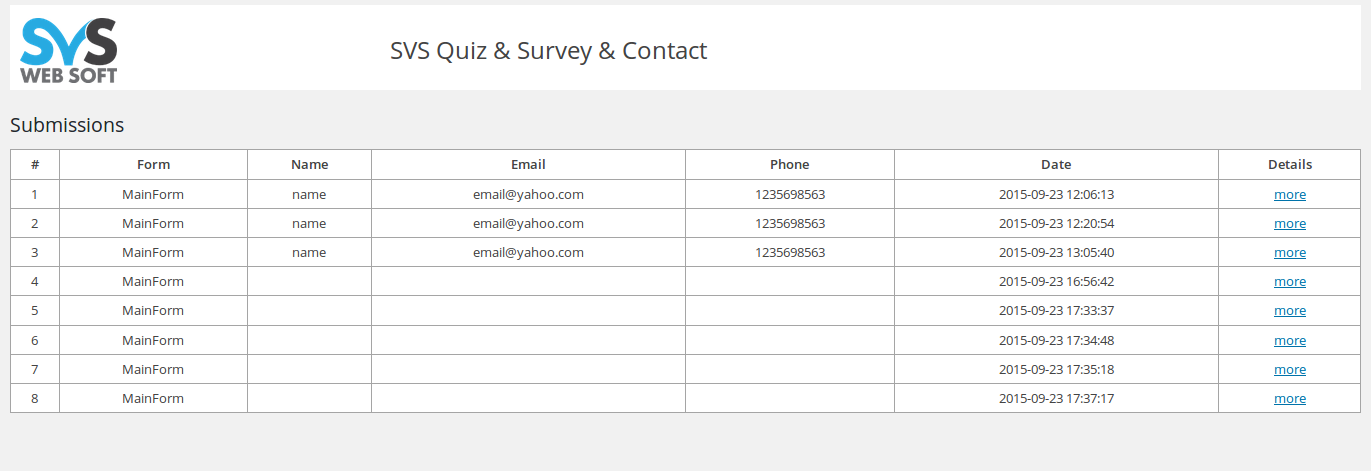 SVS
WEB SOFT
SVS Quiz & Survey & Contact
Submissions
# Form Name Email Phone Date Details
1 MainForm name email@yahoo.com 1235698563 2015-09-23 12:06:13 more
2 MainForm name email@yahoo.com 1235698563 2015-09-23 12:20:54 more
3 MainForm name email@yahoo.com 1235698563 2015-09-23 13:05:40 more
4 MainForm 2015-09-23 16:56:42 more
5 MainForm 2015-09-23 17:33:37 more
6 MainForm 2015-09-23 17:34:48 more
7 MainForm 2015-09-23 17:35:18 more
8 MainForm 2015-09-23 17:37:17 more